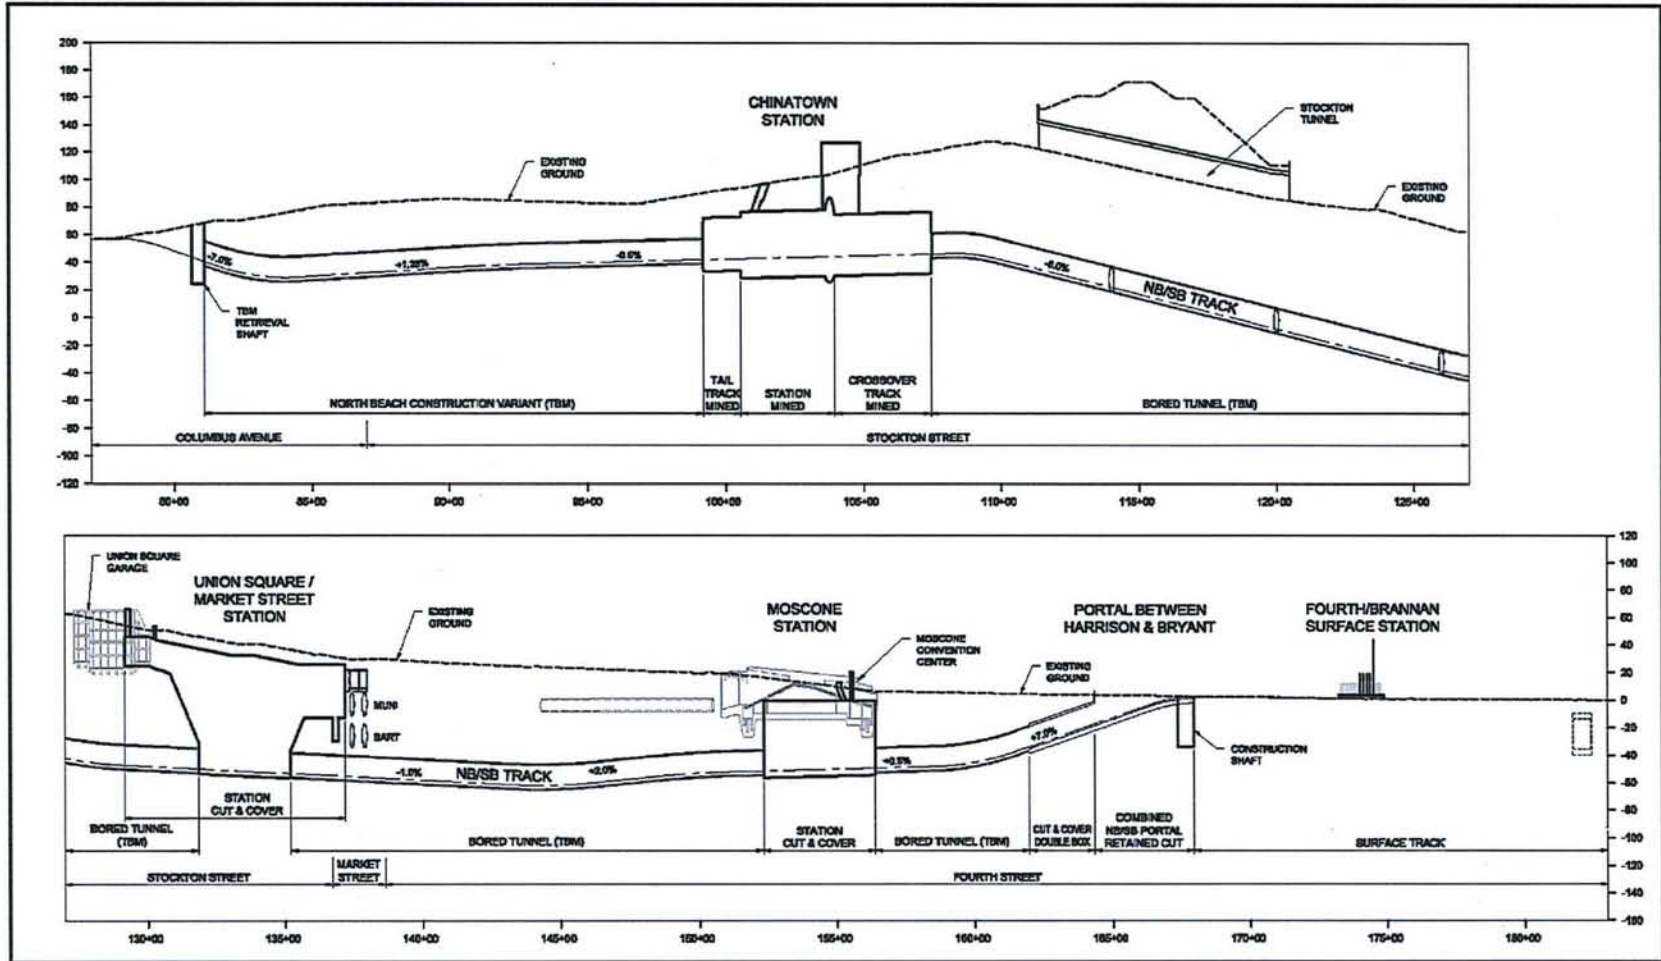 200
180
160
140
120
100
80
60
40
20
0
-20
-40
-60
-80
-100
-120
CHINATOWN
STATION
STOCKTON
TUNNEL
EXISTING
GROUND
EXISTING
GROUND
-7.0%
+1.25%
-0.5%
-6.0%
NB/SB TRACK
TBM
RETRIEVAL
SHAFT
TAIL
TRACK
MINED
STATION
MINED
CROSSOVER
TRACK
MINED
NORTH BEACH CONSTRUCTION VARIANT (TBM)
BORED TUNNEL (TBM)
COLUMBUS AVENUE
STOCKTON STREET
80+00
85+00
90+00
95+00
100+00
105+00
110+00
115+00
120+00
125+00
UNION SQUARE
GARAGE
UNION SQUARE /
MARKET STREET
STATION
EXISTING
GROUND
MOSCONE
STATION
MOSCONE
CONVENTION
CENTER
PORTAL BETWEEN
HARRISON & BRYANT
EXISTING
GROUND
FOURTH/BRANNAN
SURFACE STATION
MUNI
BART
-1.0%
NB/SB TRACK
+2.0%
+0.5%
+7.0%
CONSTRUCTION
SHAFT
STATION
CUT & COVER
BORED TUNNEL
(TBM)
BORED TUNNEL (TBM)
STATION
CUT & COVER
BORED TUNNEL (TBM)
CUT & COVER
DOUBLE BOX
COMBINED
NB/SB PORTAL
RETAINED CUT
SURFACE TRACK
STOCKTON STREET
MARKET
STREET
FOURTH STREET
120
100
80
60
40
20
0
-20
-40
-60
-80
-100
-120
-140
-160
130+00
135+00
140+00
145+00
150+00
155+00
160+00
165+00
170+00
175+00
180+00